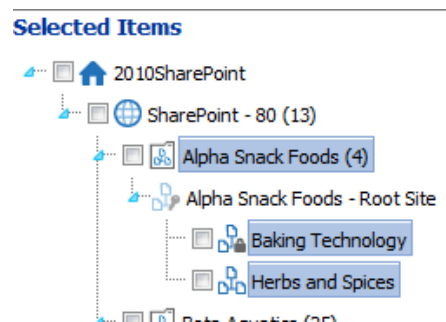 Selected Items
2010SharePoint
SharePoint - 80 (13)
Alpha Snack Foods (4)
Alpha Snack Foods - Root Site
Baking Technology
Herbs and Spices